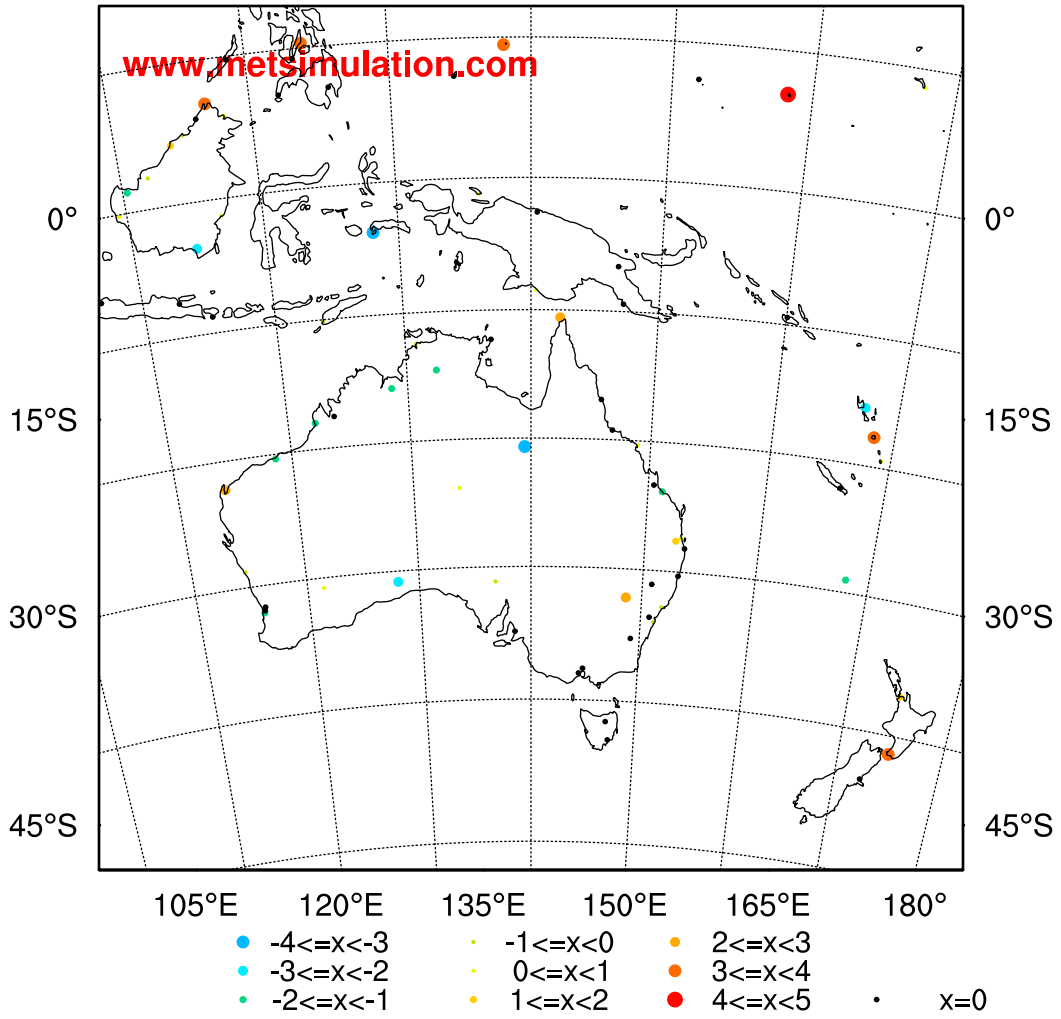 www.metsimulation.com
0° 0°
15°S 15°S
30°S 30°S
45°S 45°S
105°E 120°E 135°E 150°E 165°E 180°
-4<=x<-3 -1<=x<0 2<=x<3
-3<=x<-2 0<=x<1 3<=x<4
-2<=x<-1 1<=x<2 4<=x<5 x=0